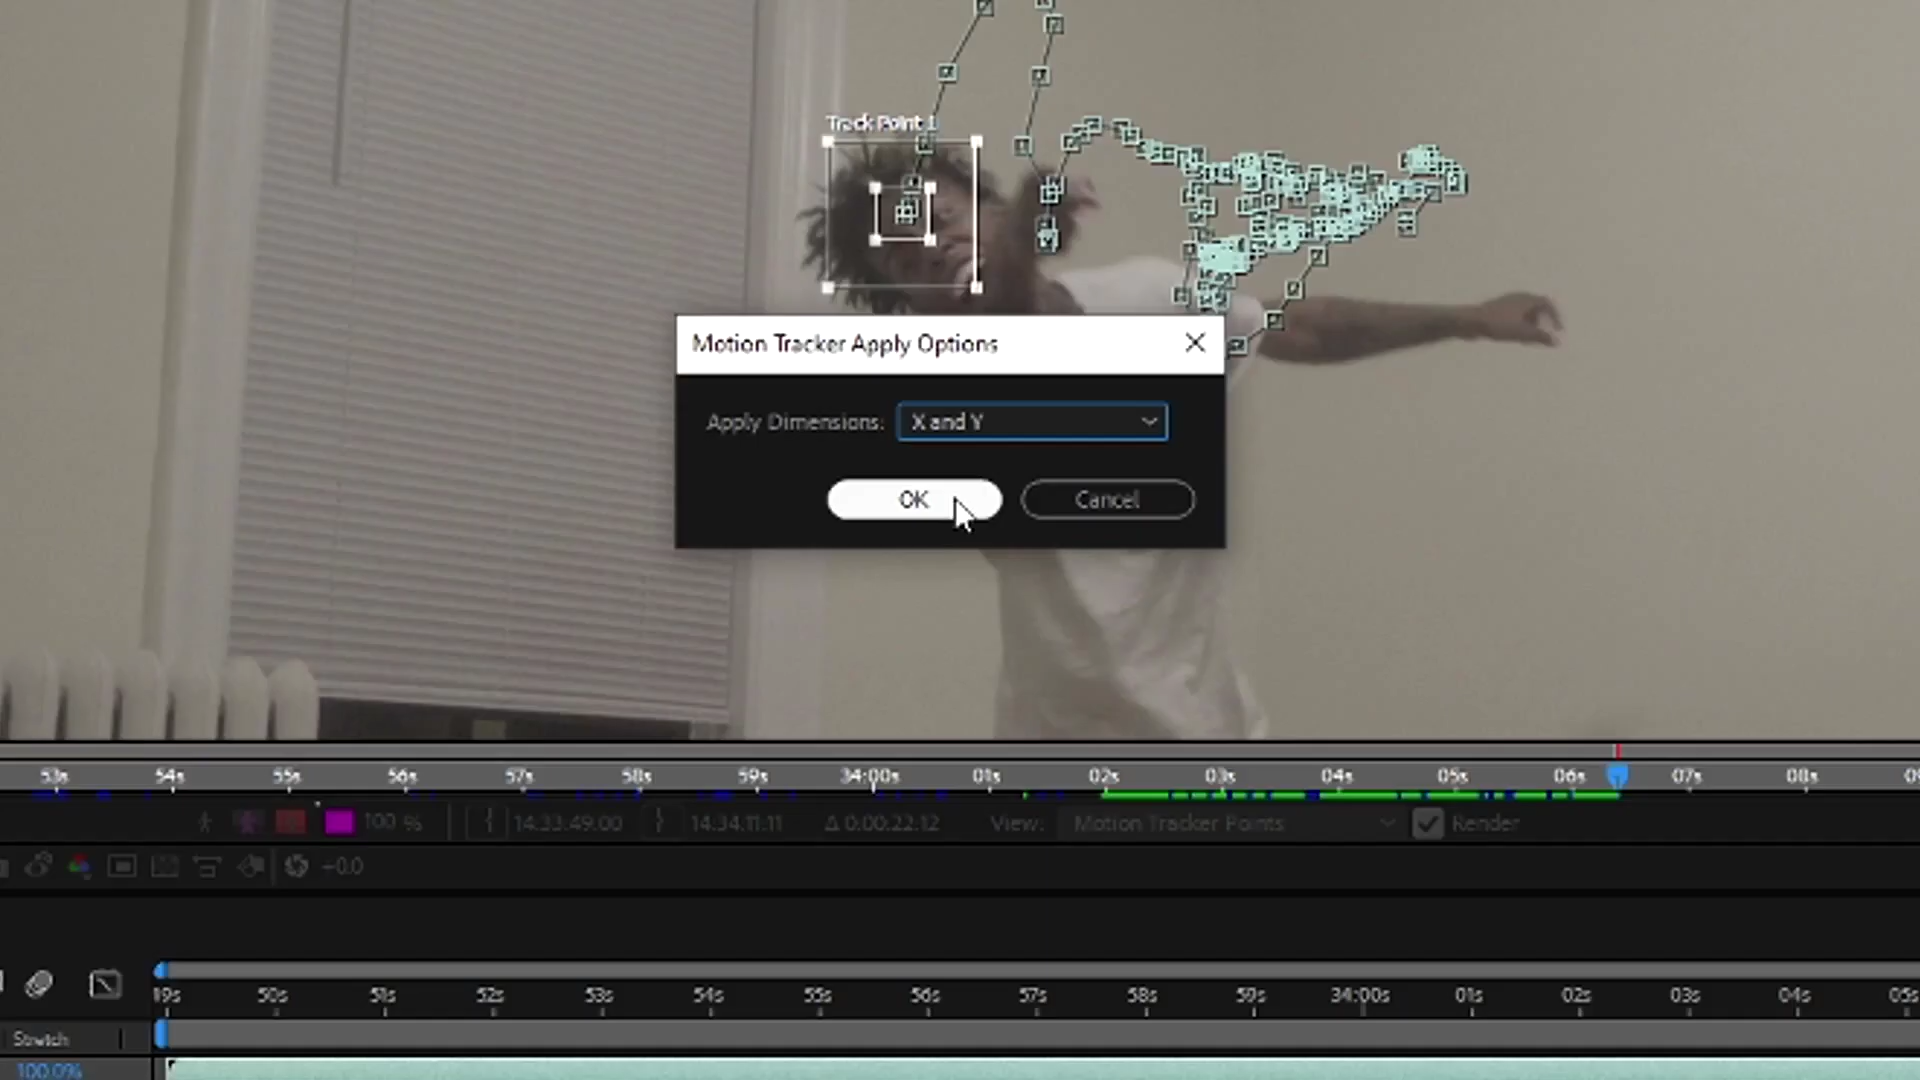 Track Point 1
Motion Tracker Apply Options
Apply Dimensions: X and Y
OK Cancel
53s 54s 55s 56s 57s 58s 59s 34:00s 01s 02s 03s 04s 05s 06s 07s 08s
100 % { 14:33:49:00 } 14:34:11:11 Δ 0:00:22:12 View: Motion Tracker Points Render
+0.0
49s 50s 51s 52s 53s 54s 55s 56s 57s 58s 59s 34:00s 01s 02s 03s 04s 05s
Stretch
100.0%